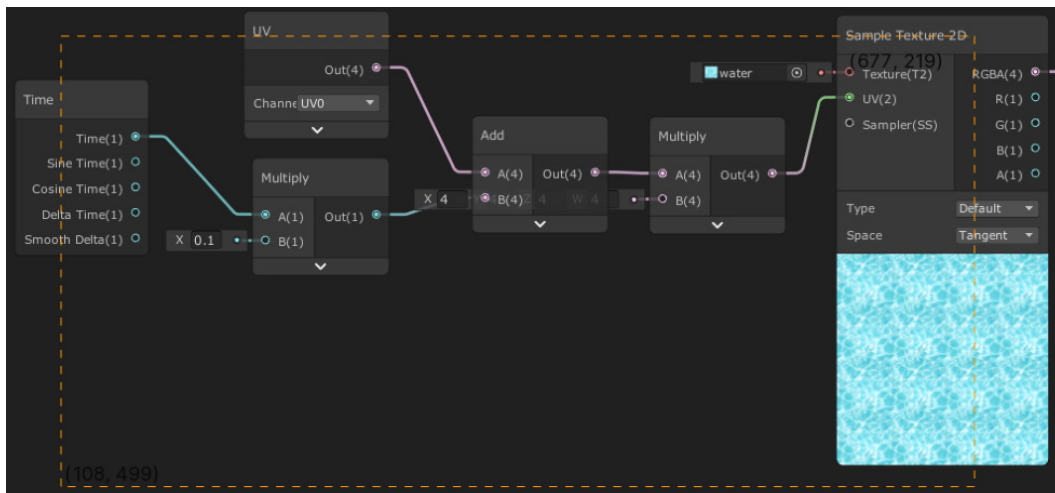 UV
Out(4)
Channe UV0
Time
Time(1)
Sine Time(1)
Cosine Time(1)
Delta Time(1)
Smooth Delta(1)
Multiply
A(1) Out(1)
X 0.1 B(1)
Add
A(4) Out(4)
B(4)
X 4 Z 4 W 4
Multiply
A(4) Out(4)
B(4)
water
Sample Texture 2D
(677, 219)
Texture(T2) RGBA(4)
UV(2) R(1)
Sampler(SS) G(1)
B(1)
A(1)
Type Default
Space Tangent
(108, 499)